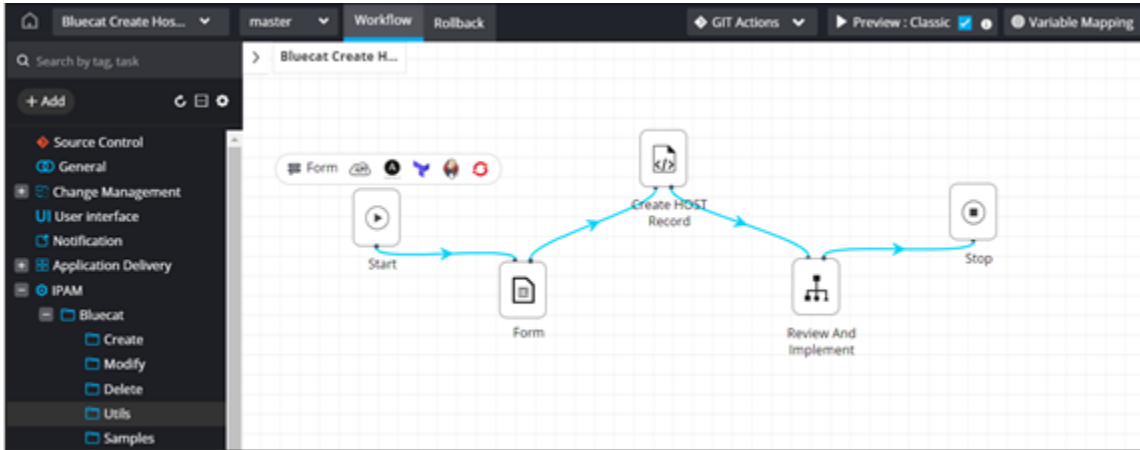 Bluecat Create Hos... master Workflow Rollback GIT Actions Preview : Classic Variable Mapping
Search by tag, task
Bluecat Create H...
+ Add
Source Control
General
Change Management
User interface
Notification
Application Delivery
IPAM
Bluecat
Create
Modify
Delete
Utils
Samples
Form
Start
Form
Create HOST
Record
Review And
Implement
Stop